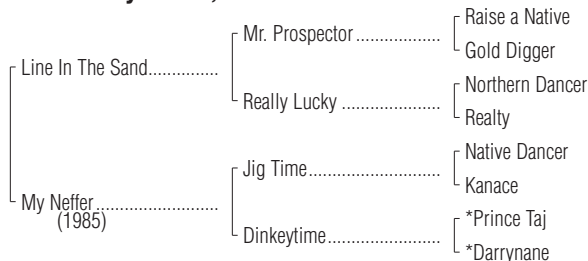 Raise a Native
Mr. Prospector ..................
Gold Digger
Line In The Sand...............
Northern Dancer
Really Lucky .....................
Realty
Native Dancer
Jig Time............................
Kanace
My Neffer..........................
(1985)
*Prince Taj
Dinkeytime........................
*Darrynane